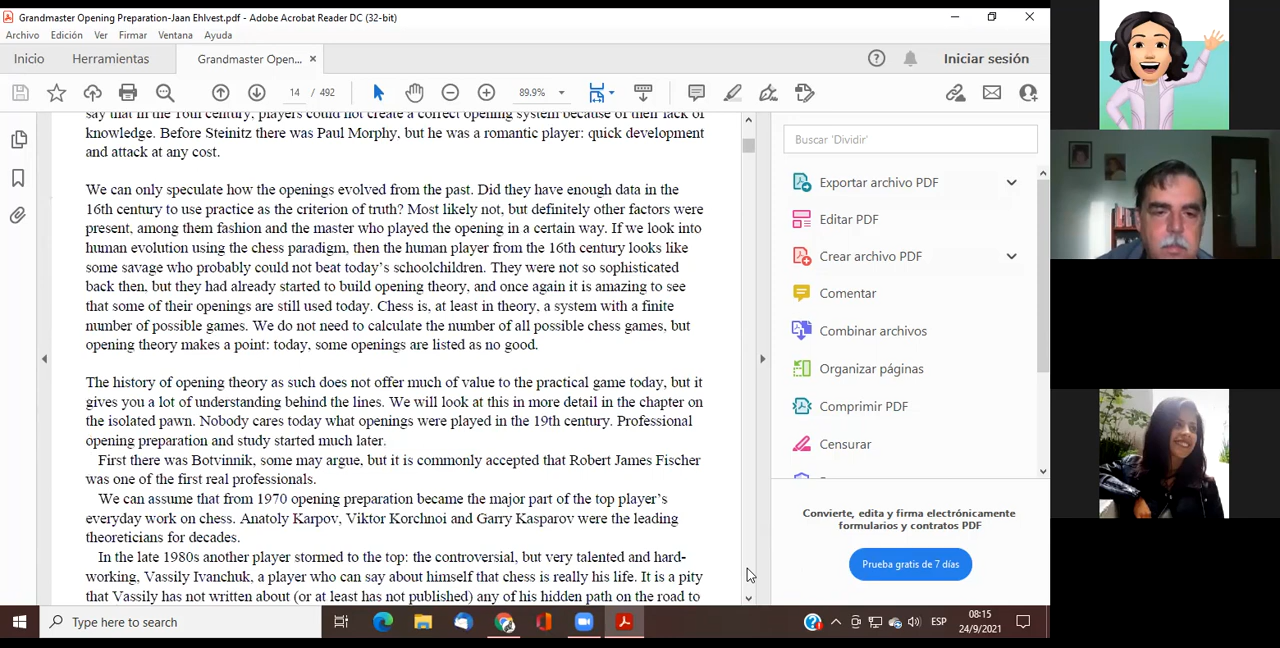 Grandmaster Opening Preparation-Jaan Ehlvest.pdf - Adobe Acrobat Reader DC (32-bit)
Archivo Edición Ver Firmar Ventana Ayuda
Inicio Herramientas Grandmaster Open... × Iniciar sesión
14 / 492 89.9%
say that in the 16th century, players could not create a correct opening system because of their lack of
knowledge. Before Steinitz there was Paul Morphy, but he was a romantic player: quick development
and attack at any cost.
We can only speculate how the openings evolved from the past. Did they have enough data in the
16th century to use practice as the criterion of truth? Most likely not, but definitely other factors were
present, among them fashion and the master who played the opening in a certain way. If we look into
human evolution using the chess paradigm, then the human player from the 16th century looks like
some savage who probably could not beat today's schoolchildren. They were not so sophisticated
back then, but they had already started to build opening theory, and once again it is amazing to see
that some of their openings are still used today. Chess is, at least in theory, a system with a finite
number of possible games. We do not need to calculate the number of all possible chess games, but
opening theory makes a point: today, some openings are listed as no good.
The history of opening theory as such does not offer much of value to the practical game today, but it
gives you a lot of understanding behind the lines. We will look at this in more detail in the chapter on
the isolated pawn. Nobody cares today what openings were played in the 19th century. Professional
opening preparation and study started much later.
First there was Botvinnik, some may argue, but it is commonly accepted that Robert James Fischer
was one of the first real professionals.
We can assume that from 1970 opening preparation became the major part of the top player's
everyday work on chess. Anatoly Karpov, Viktor Korchnoi and Garry Kasparov were the leading
theoreticians for decades.
In the late 1980s another player stormed to the top: the controversial, but very talented and hard-
working, Vassily Ivanchuk, a player who can say about himself that chess is really his life. It is a pity
that Vassily has not written about (or at least has not published) any of his hidden path on the road to
Buscar 'Dividir'
Exportar archivo PDF
Editar PDF
Crear archivo PDF
Comentar
Combinar archivos
Organizar páginas
Comprimir PDF
Censurar
Convierte, edita y firma electrónicamente
formularios y contratos PDF
Prueba gratis de 7 días
Type here to search
ESP
08:15
24/9/2021